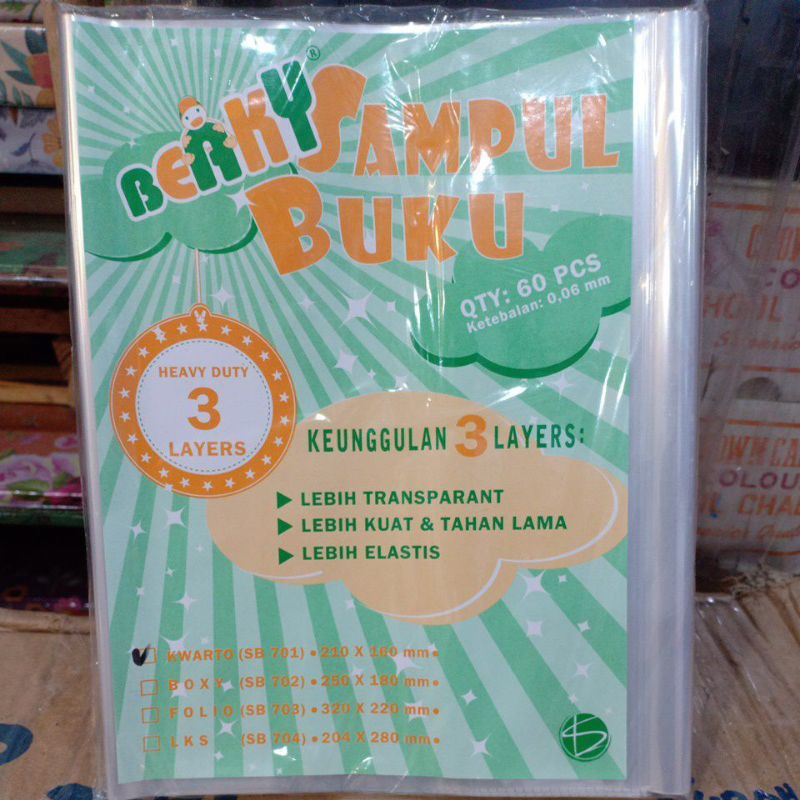 BENKY® SAMPUL
BUKU
QTY: 60 PCS
Ketebalan: 0,06 mm
HEAVY DUTY
3
LAYERS
KEUNGGULAN 3 LAYERS:
LEBIH TRANSPARANT
LEBIH KUAT & TAHAN LAMA
LEBIH ELASTIS
KWARTO (SB 701) • 210 X 160 mm •
BOXY (SB 702) • 250 X 180 mm •
FOLIO (SB 703) • 320 X 220 mm •
LKS (SB 704) • 204 X 280 mm •